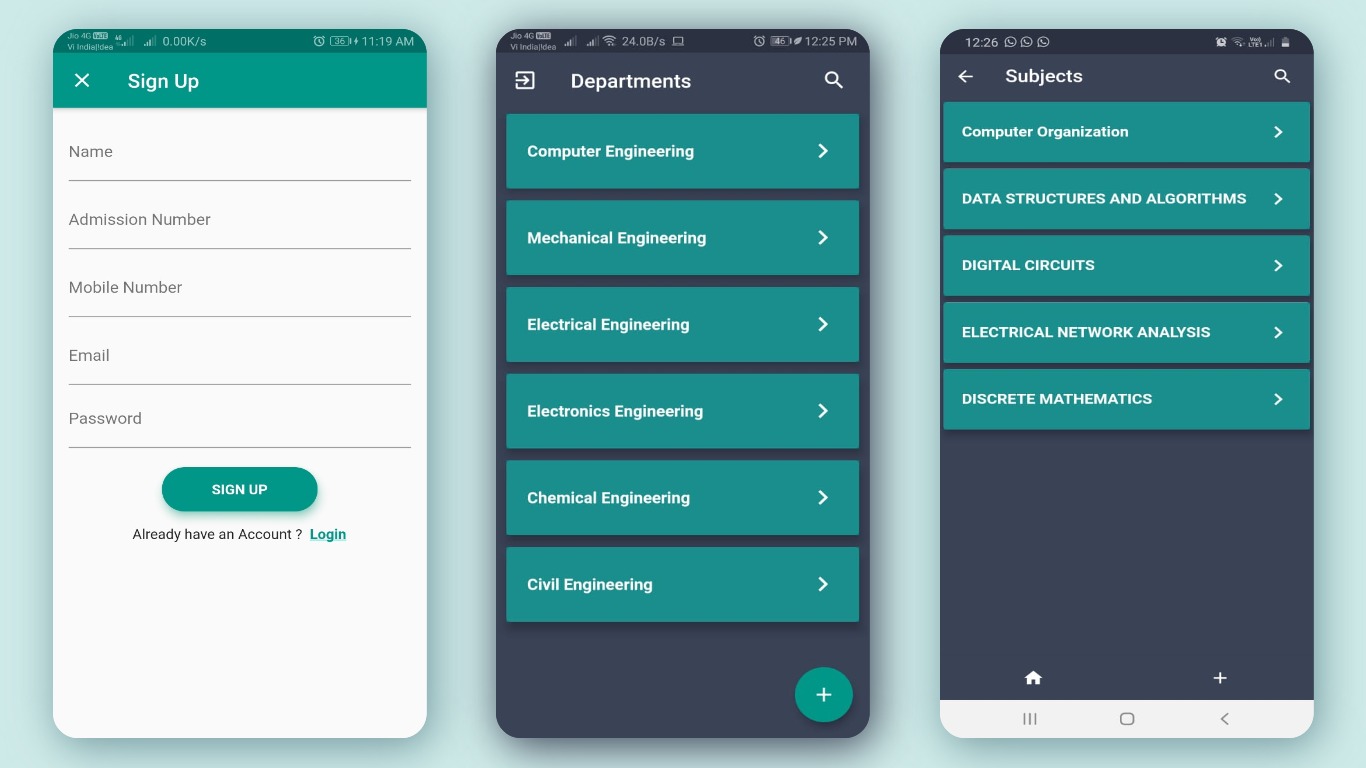 Jio 4G VoLTE
Vi India|Idea
4G
0.00K/s
36
11:19 AM
Sign Up
Name
Admission Number
Mobile Number
Email
Password
SIGN UP
Already have an Account ? Login
Jio 4G VoLTE
Vi India|Idea
24.0B/s
46
12:25 PM
Departments
Computer Engineering
Mechanical Engineering
Electrical Engineering
Electronics Engineering
Chemical Engineering
Civil Engineering
12:26
Subjects
Computer Organization
DATA STRUCTURES AND ALGORITHMS
DIGITAL CIRCUITS
ELECTRICAL NETWORK ANALYSIS
DISCRETE MATHEMATICS